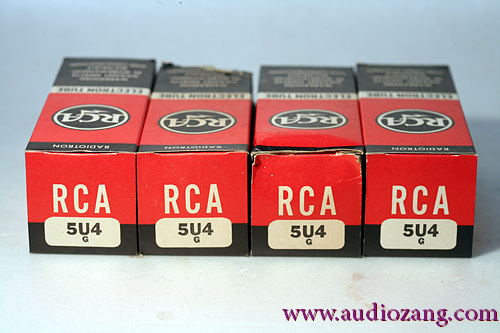 ELECTRON TUBE ELECTRON TUBE ELECTRON TUBE ELECTRON TUBE
RCA RCA RCA RCA
RADIOTRON RADIOTRON
RCA RCA RCA RCA
5U4 5U4 5U4 5U4
G G G G
www.audiozang.com